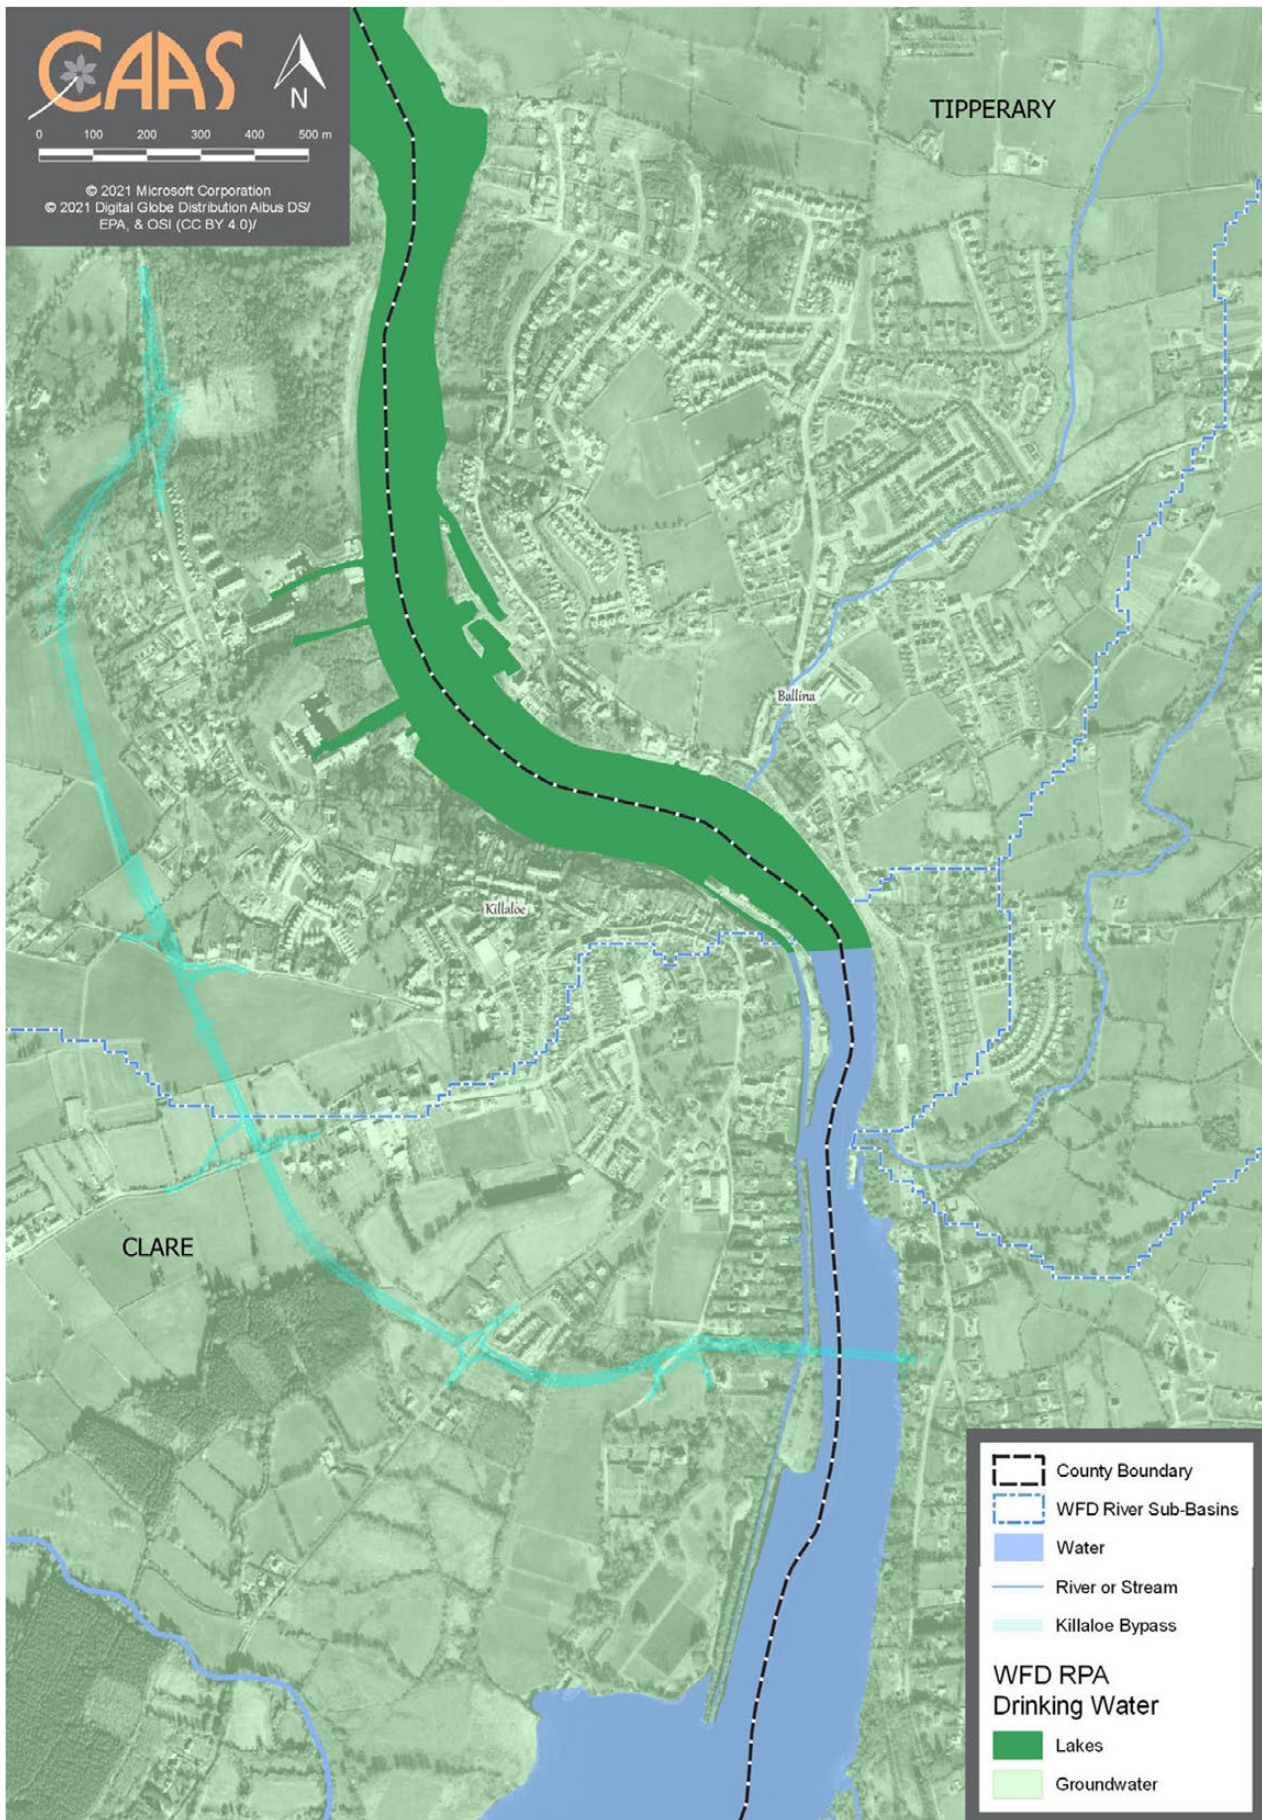 CAAS
N
0 100 200 300 400 500 m
© 2021 Microsoft Corporation
© 2021 Digital Globe Distribution Aibus DS/
EPA, & OSI (CC BY 4.0)/
TIPPERARY
Ballina
Killaloe
CLARE
County Boundary
WFD River Sub-Basins
Water
River or Stream
Killaloe Bypass
WFD RPA
Drinking Water
Lakes
Groundwater